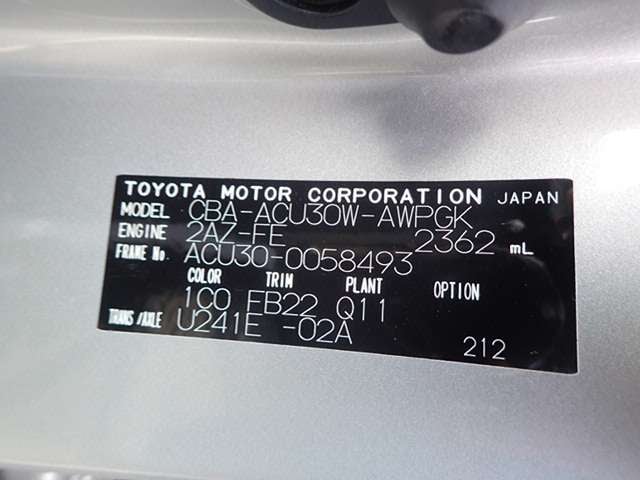 TOYOTA MOTOR CORPORATION JAPAN
MODEL CBA-ACU30W-AWPGK
ENGINE 2AZ-FE 2362 mL
FRAME No. ACU30-0058493
COLOR TRIM PLANT OPTION
1C0 FB22 Q11
TRANS/AXLE U241E -02A 212